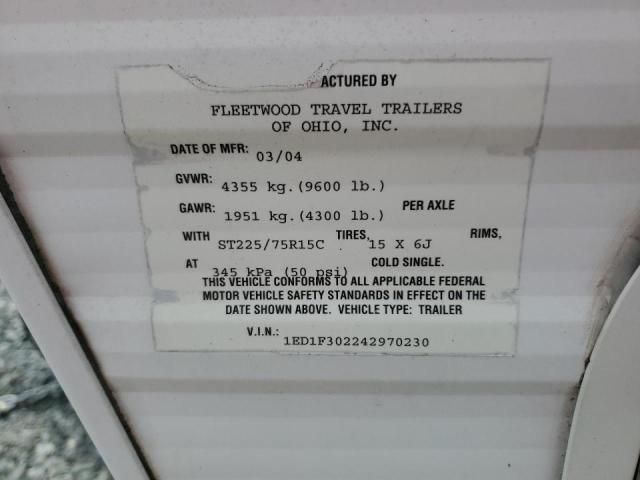 ACTURED BY
FLEETWOOD TRAVEL TRAILERS
OF OHIO, INC.
DATE OF MFR: 03/04
GVWR: 4355 kg.(9600 lb.)
GAWR: 1951 kg.(4300 lb.) PER AXLE
WITH ST225/75R15C TIRES, 15 X 6J RIMS,
AT 345 kPa (50 psi) COLD SINGLE.
THIS VEHICLE CONFORMS TO ALL APPLICABLE FEDERAL
MOTOR VEHICLE SAFETY STANDARDS IN EFFECT ON THE
DATE SHOWN ABOVE. VEHICLE TYPE: TRAILER
V.I.N.: 1ED1F302242970230